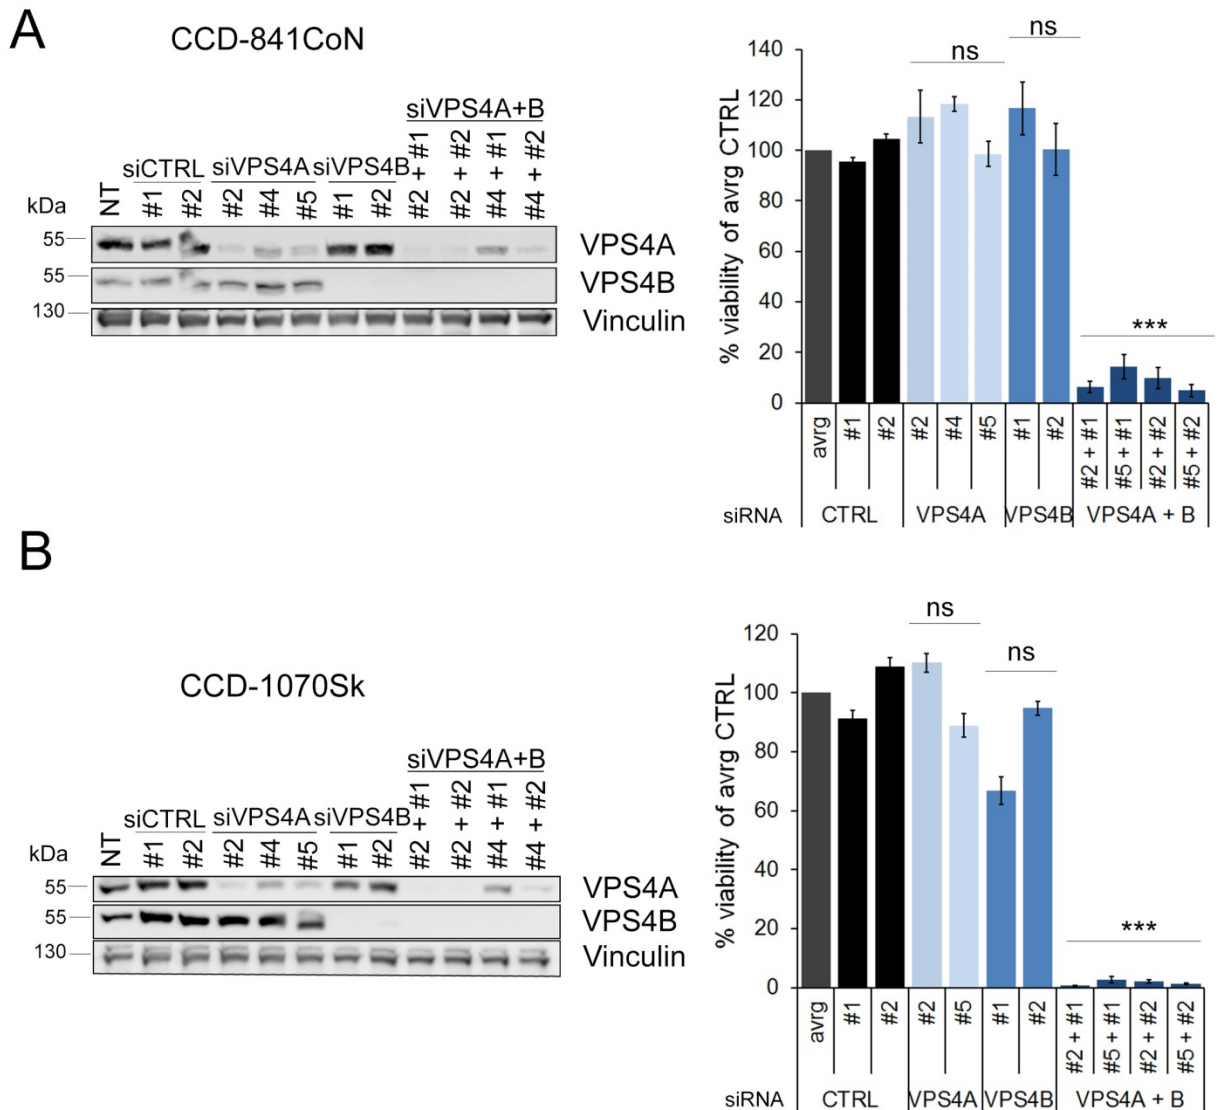 A
CCD-841CoN
siVPS4A+B
siCTRL siVPS4A siVPS4B
kDa NT #1 #2 #2 #4 #5 #1 #2 #2 + #1 #2 + #2 #4 + #1 #4 + #2
55 VPS4A
55 VPS4B
130 Vinculin
% viability of avrg CTRL
140
120
100
80
60
40
20
0
ns
ns
***
avrg #1 #2 #2 #4 #5 #1 #2 #2 + #1 #5 + #1 #2 + #2 #5 + #2
siRNA CTRL VPS4A VPS4B VPS4A + B
B
CCD-1070Sk
siVPS4A+B
siCTRL siVPS4A siVPS4B
kDa NT #1 #2 #2 #4 #5 #1 #2 #2 + #1 #2 + #2 #4 + #1 #4 + #2
55 VPS4A
55 VPS4B
130 Vinculin
% viability of avrg CTRL
120
100
80
60
40
20
0
ns
ns
***
avrg #1 #2 #2 #5 #1 #2 #2 + #1 #5 + #1 #2 + #2 #5 + #2
siRNA CTRL VPS4A VPS4B VPS4A + B